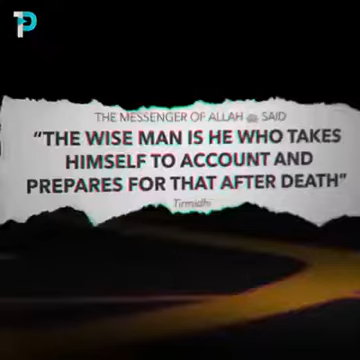 1P
THE MESSENGER OF ALLAH ﷺ SAID
"THE WISE MAN IS HE WHO TAKES
HIMSELF TO ACCOUNT AND
PREPARES FOR THAT AFTER DEATH"
Tirmidhi